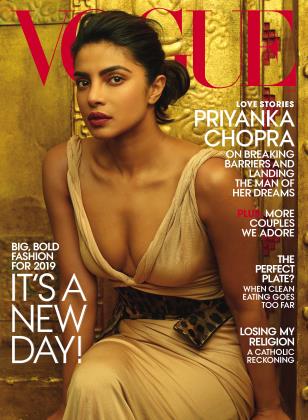 VOGUE
LOVE STORIES
PRIYANKA
CHOPRA
ON BREAKING
BARRIERS AND
LANDING
THE MAN OF
HER DREAMS
PLUS MORE
COUPLES
WE ADORE
BIG, BOLD
FASHION
FOR 2019
IT'S A
NEW
DAY!
THE
PERFECT
PLATE?
WHEN CLEAN
EATING GOES
TOO FAR
LOSING MY
RELIGION
A CATHOLIC
RECKONING